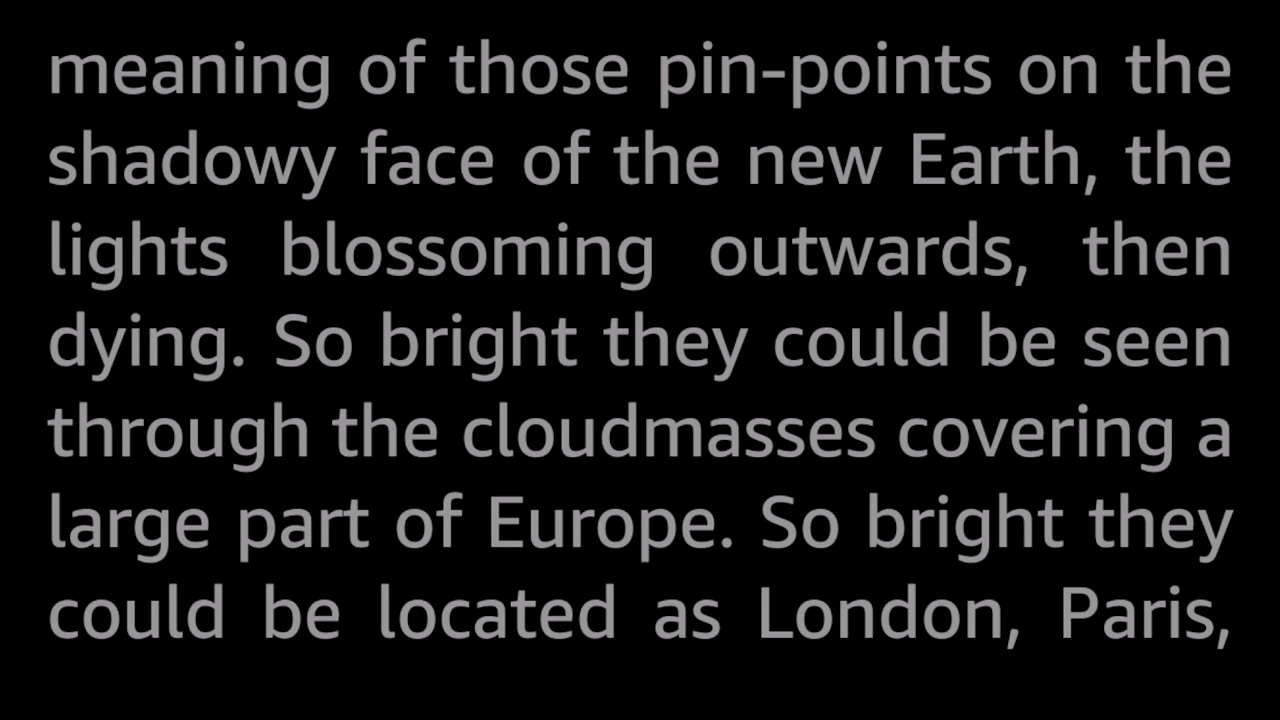 meaning of those pin-points on the
shadowy face of the new Earth, the
lights blossoming outwards, then
dying. So bright they could be seen
through the cloudmasses covering a
large part of Europe. So bright they
could be located as London, Paris,